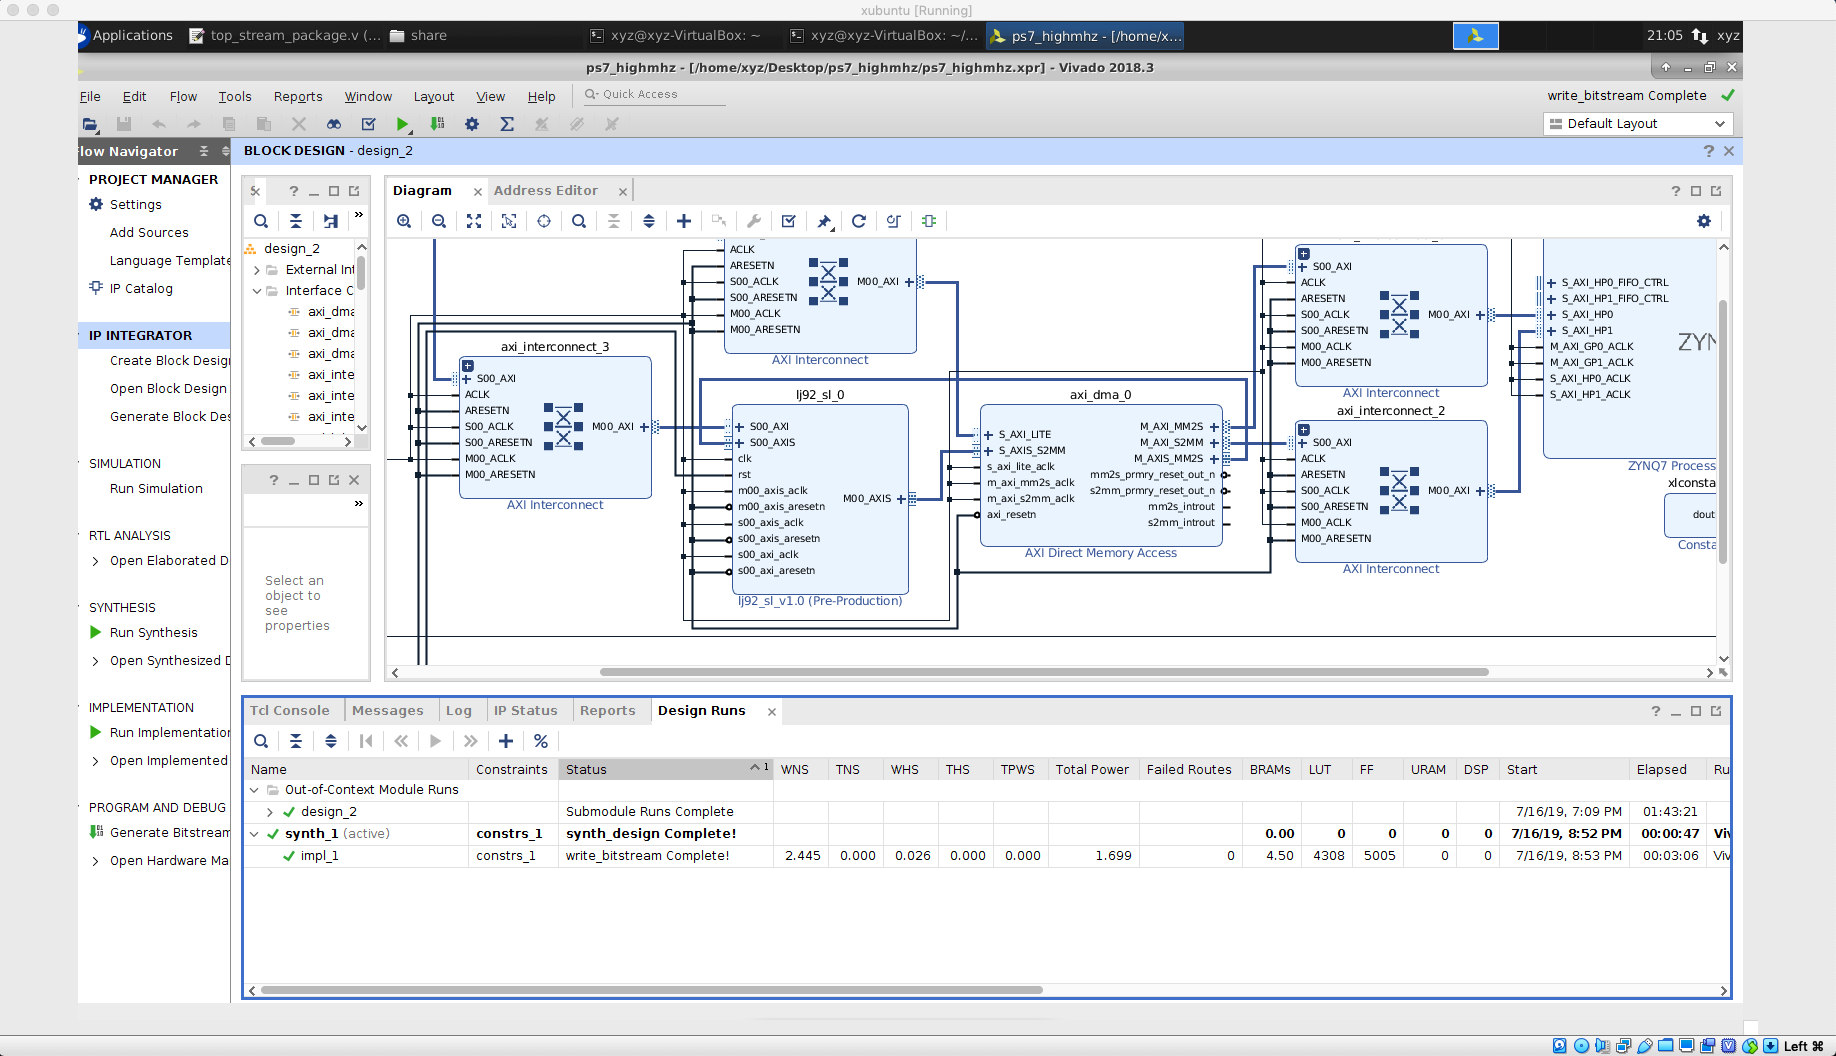 xubuntu [Running]
Applications top_stream_package.v (... share xyz@xyz-VirtualBox: ~ xyz@xyz-VirtualBox: ~/... ps7_highmhz - [/home/x... 21:05 xyz
ps7_highmhz - [/home/xyz/Desktop/ps7_highmhz/ps7_highmhz.xpr] - Vivado 2018.3
File Edit Flow Tools Reports Window Layout View Help Quick Access write_bitstream Complete
Default Layout
Flow Navigator
BLOCK DESIGN - design_2
PROJECT MANAGER
Settings
Add Sources
Language Template
IP Catalog
IP INTEGRATOR
Create Block Design
Open Block Design
Generate Block Des
SIMULATION
Run Simulation
RTL ANALYSIS
Open Elaborated D
SYNTHESIS
Run Synthesis
Open Synthesized D
IMPLEMENTATION
Run Implementation
Open Implemented
PROGRAM AND DEBUG
Generate Bitstream
Open Hardware Ma
design_2
External Int
Interface C
axi_dma
axi_dma
axi_dma
axi_inte
axi_inte
axi_inte
Select an
object to
see
properties
Diagram Address Editor
ACLK
ARESETN
S00_ACLK
S00_ARESETN
M00_ACLK
M00_ARESETN
M00_AXI
AXI Interconnect
axi_interconnect_3
S00_AXI
ACLK
ARESETN
S00_ACLK
S00_ARESETN
M00_ACLK
M00_ARESETN
M00_AXI
AXI Interconnect
lj92_sl_0
S00_AXI
S00_AXIS
clk
rst
m00_axis_aclk
m00_axis_aresetn
s00_axis_aclk
s00_axis_aresetn
s00_axi_aclk
s00_axi_aresetn
M00_AXIS
lj92_sl_v1.0 (Pre-Production)
axi_dma_0
S_AXI_LITE
S_AXIS_S2MM
s_axi_lite_aclk
m_axi_mm2s_aclk
m_axi_s2mm_aclk
axi_resetn
M_AXI_MM2S
M_AXI_S2MM
M_AXIS_MM2S
mm2s_prmry_reset_out_n
s2mm_prmry_reset_out_n
mm2s_introut
s2mm_introut
AXI Direct Memory Access
S00_AXI
ACLK
ARESETN
S00_ACLK
S00_ARESETN
M00_ACLK
M00_ARESETN
M00_AXI
AXI Interconnect
axi_interconnect_2
S00_AXI
ACLK
ARESETN
S00_ACLK
S00_ARESETN
M00_ACLK
M00_ARESETN
M00_AXI
AXI Interconnect
S_AXI_HP0_FIFO_CTRL
S_AXI_HP1_FIFO_CTRL
S_AXI_HP0
S_AXI_HP1
M_AXI_GP0_ACLK
M_AXI_GP1_ACLK
S_AXI_HP0_ACLK
S_AXI_HP1_ACLK
ZYN
ZYNQ7 Process
xlconsta
dout
Consta
Tcl Console Messages Log IP Status Reports Design Runs
Name Constraints Status 1 WNS TNS WHS THS TPWS Total Power Failed Routes BRAMs LUT FF URAM DSP Start Elapsed Ru
Out-of-Context Module Runs
design_2 Submodule Runs Complete 7/16/19, 7:09 PM 01:43:21
synth_1 (active) constrs_1 synth_design Complete! 0.00 0 0 0 0 7/16/19, 8:52 PM 00:00:47 Viv
impl_1 constrs_1 write_bitstream Complete! 2.445 0.000 0.026 0.000 0.000 1.699 0 4.50 4308 5005 0 0 7/16/19, 8:53 PM 00:03:06 Viv
Left ⌘